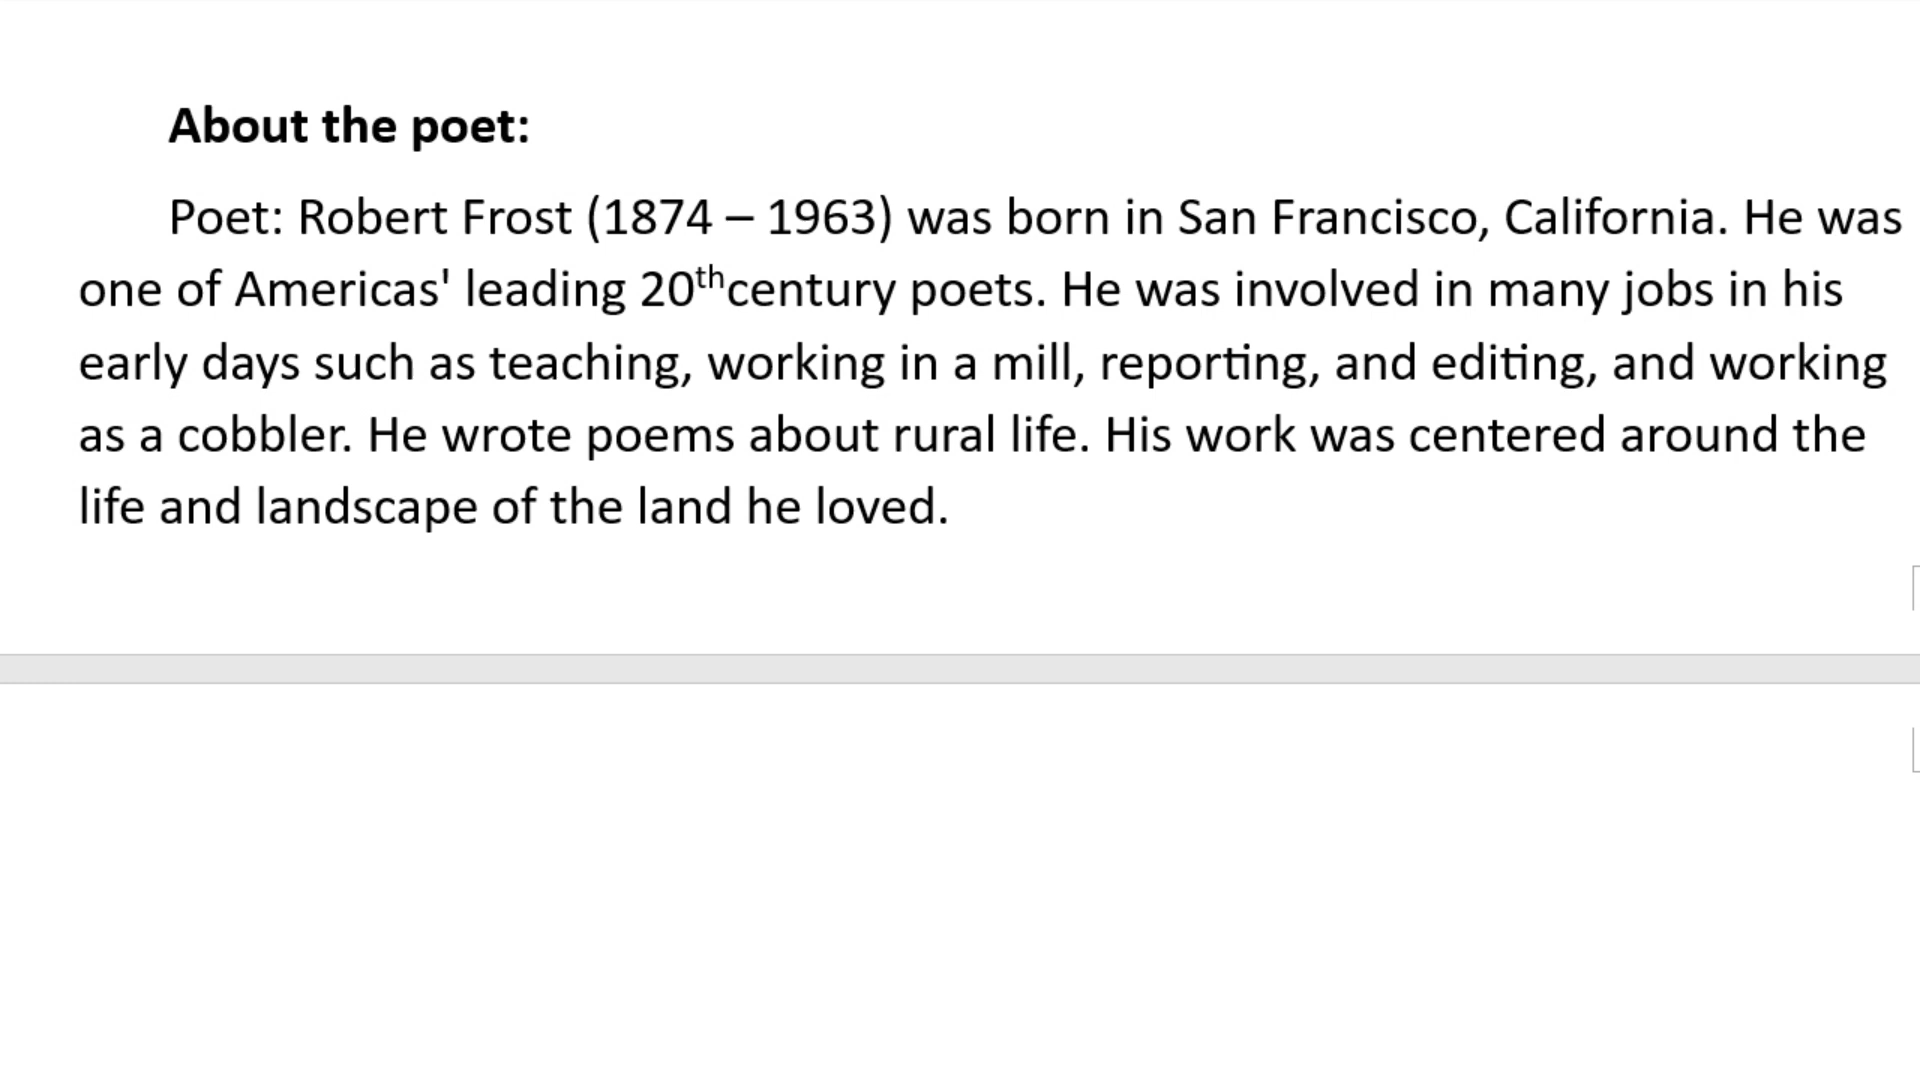 About the poet:
Poet: Robert Frost (1874 – 1963) was born in San Francisco, California. He was
one of Americas' leading 20thcentury poets. He was involved in many jobs in his
early days such as teaching, working in a mill, reporting, and editing, and working
as a cobbler. He wrote poems about rural life. His work was centered around the
life and landscape of the land he loved.